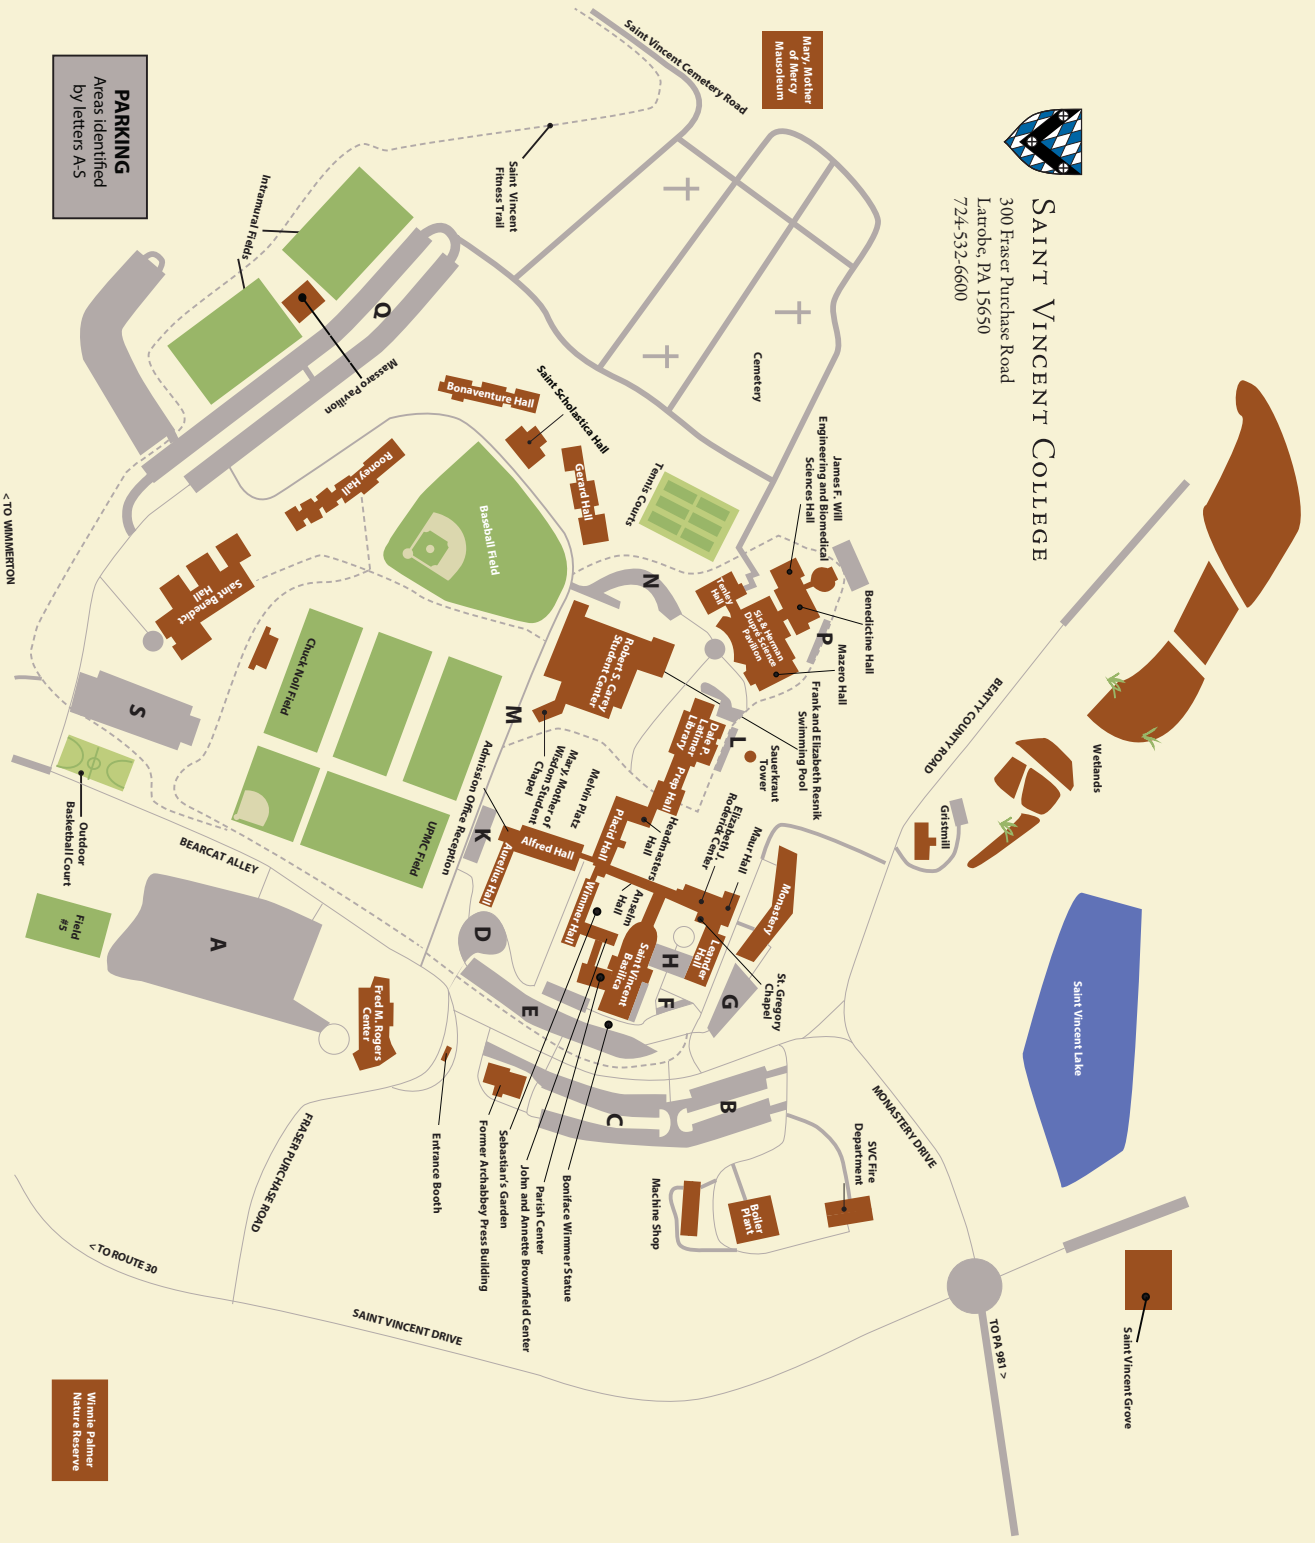 SAINT VINCENT COLLEGE
300 Fraser Purchase Road
Latrobe, PA 15650
724-532-6600
PARKING
Areas identified
by letters A-S
Mary, Mother
of Mercy
Mausoleum
Saint Vincent Cemetery Road
Saint Vincent
Fitness Trail
Intramural Fields
Massaro Pavilion
Q
Cemetery
Bonaventure Hall
Saint Scholastica Hall
Gerard Hall
Rooney Hall
Baseball Field
Tennis Courts
James F. Will
Engineering and Biomedical
Sciences Hall
Benedictine Hall
Mazero Hall
Tenley
Hall
Sis & Herman
Dupré Science
Pavilion
P
N
Frank and Elizabeth Resnik
Swimming Pool
L
Sauerkraut
Tower
Robert S. Carey
Student Center
M
Mary, Mother of
Wisdom Student
Chapel
Melvin Platz
Dale P.
Latimer
Library
Prep Hall
Headmasters
Hall
Placid Hall
Elizabeth J.
Roderick Center
Maur Hall
Monastery
Admission Office Reception
K
Alfred Hall
Aurelius Hall
Wimmer Hall
Anselm
Hall
Saint Vincent
Basilica
Leander
Hall
H
F
G
St. Gregory
Chapel
D
E
B
C
< TO WIMMERTON
Saint Benedict
Hall
Chuck Noll Field
UPMC Field
S
Outdoor
Basketball Court
BEARCAT ALLEY
Field
#5
A
Fred M. Rogers
Center
Entrance Booth
Former Archabbey Press Building
Sebastian's Garden
John and Annette Brownfield Center
Parish Center
Boniface Wimmer Statue
Machine Shop
Boiler
Plant
SVC Fire
Department
MONASTERY DRIVE
BEATTY COUNTY ROAD
Wetlands
Gristmill
Saint Vincent Lake
FRASER PURCHASE ROAD
< TO ROUTE 30
SAINT VINCENT DRIVE
TO PA 981 >
Saint Vincent Grove
Winnie Palmer
Nature Reserve